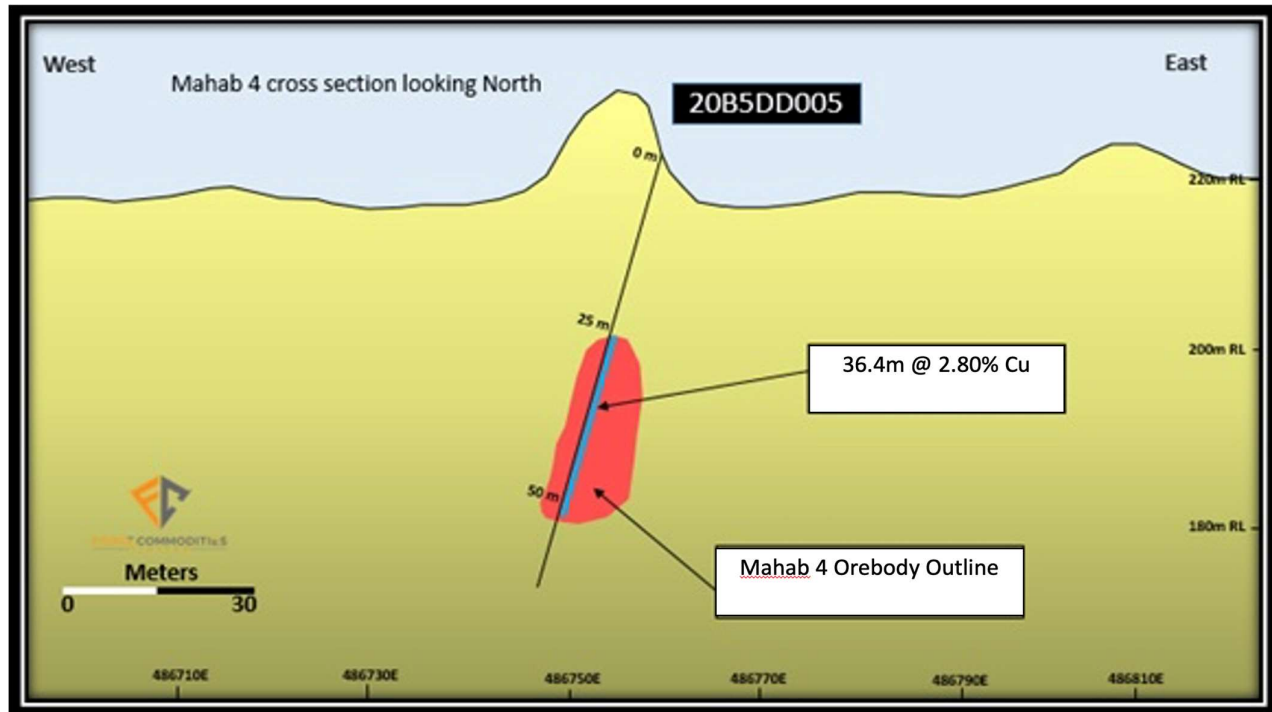 West
East
Mahab 4 cross section looking North
20B5DD005
0 m
220m RL
25 m
200m RL
36.4m @ 2.80% Cu
50 m
180m RL
COMMODITIES
Mahab 4 Orebody Outline
Meters
0 30
486710E 486730E 486750E 486770E 486790E 486810E